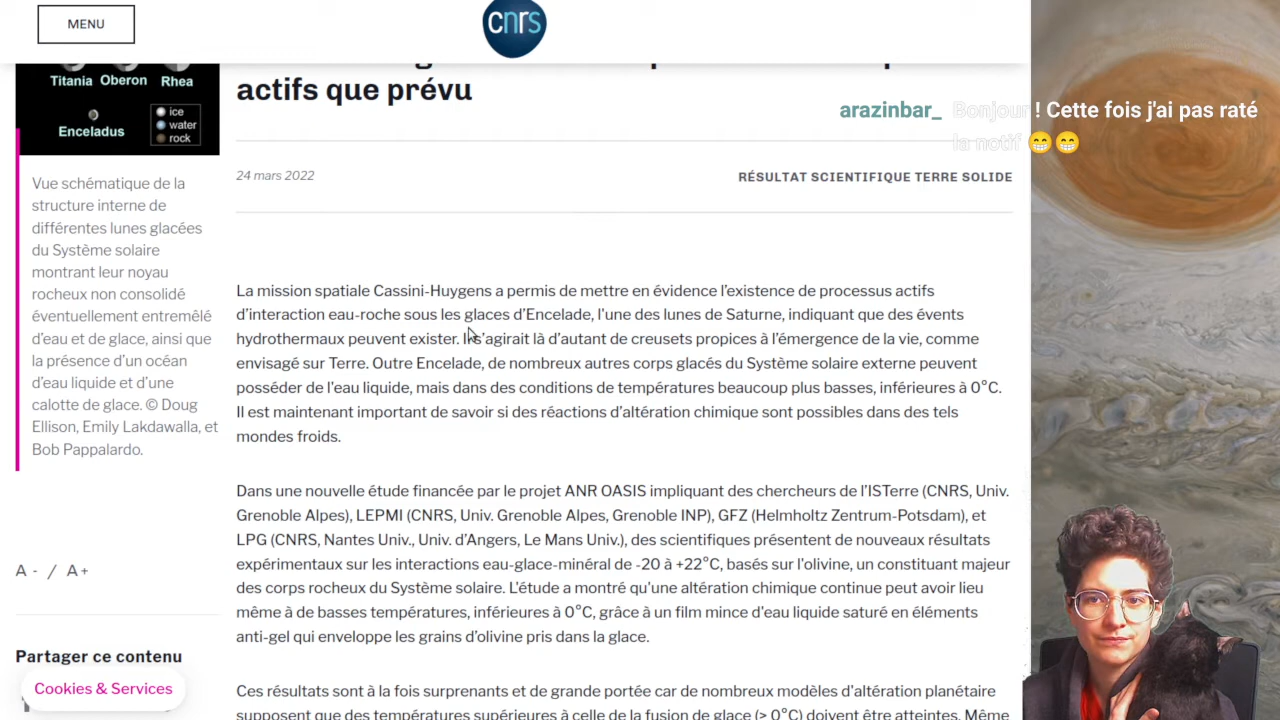 MENU
cnrs
actifs que prévu
Titania Oberon Rhea
Enceladus
ice
water
rock
arazinbar_ Bonjour ! Cette fois j'ai pas raté
la notif 😁😁
24 mars 2022
RÉSULTAT SCIENTIFIQUE TERRE SOLIDE
Vue schématique de la
structure interne de
différentes lunes glacées
du Système solaire
montrant leur noyau
rocheux non consolidé
éventuellement entremêlé
d'eau et de glace, ainsi que
la présence d'un océan
d'eau liquide et d'une
calotte de glace. © Doug
Ellison, Emily Lakdawalla, et
Bob Pappalardo.
La mission spatiale Cassini-Huygens a permis de mettre en évidence l'existence de processus actifs
d'interaction eau-roche sous les glaces d'Encelade, l'une des lunes de Saturne, indiquant que des évents
hydrothermaux peuvent exister. Il s'agirait là d'autant de creusets propices à l'émergence de la vie, comme
envisagé sur Terre. Outre Encelade, de nombreux autres corps glacés du Système solaire externe peuvent
posséder de l'eau liquide, mais dans des conditions de températures beaucoup plus basses, inférieures à 0°C.
Il est maintenant important de savoir si des réactions d'altération chimique sont possibles dans des tels
mondes froids.
Dans une nouvelle étude financée par le projet ANR OASIS impliquant des chercheurs de l'ISTerre (CNRS, Univ.
Grenoble Alpes), LEPMI (CNRS, Univ. Grenoble Alpes, Grenoble INP), GFZ (Helmholtz Zentrum-Potsdam), et
LPG (CNRS, Nantes Univ., Univ. d'Angers, Le Mans Univ.), des scientifiques présentent de nouveaux résultats
expérimentaux sur les interactions eau-glace-minéral de -20 à +22°C, basés sur l'olivine, un constituant majeur
des corps rocheux du Système solaire. L'étude a montré qu'une altération chimique continue peut avoir lieu
même à de basses températures, inférieures à 0°C, grâce à un film mince d'eau liquide saturé en éléments
anti-gel qui enveloppe les grains d'olivine pris dans la glace.
Ces résultats sont à la fois surprenants et de grande portée car de nombreux modèles d'altération planétaire
supposent que des températures supérieures à celle de la fusion de glace (> 0°C) doivent être atteintes. Même
A - / A+
Partager ce contenu
Cookies & Services